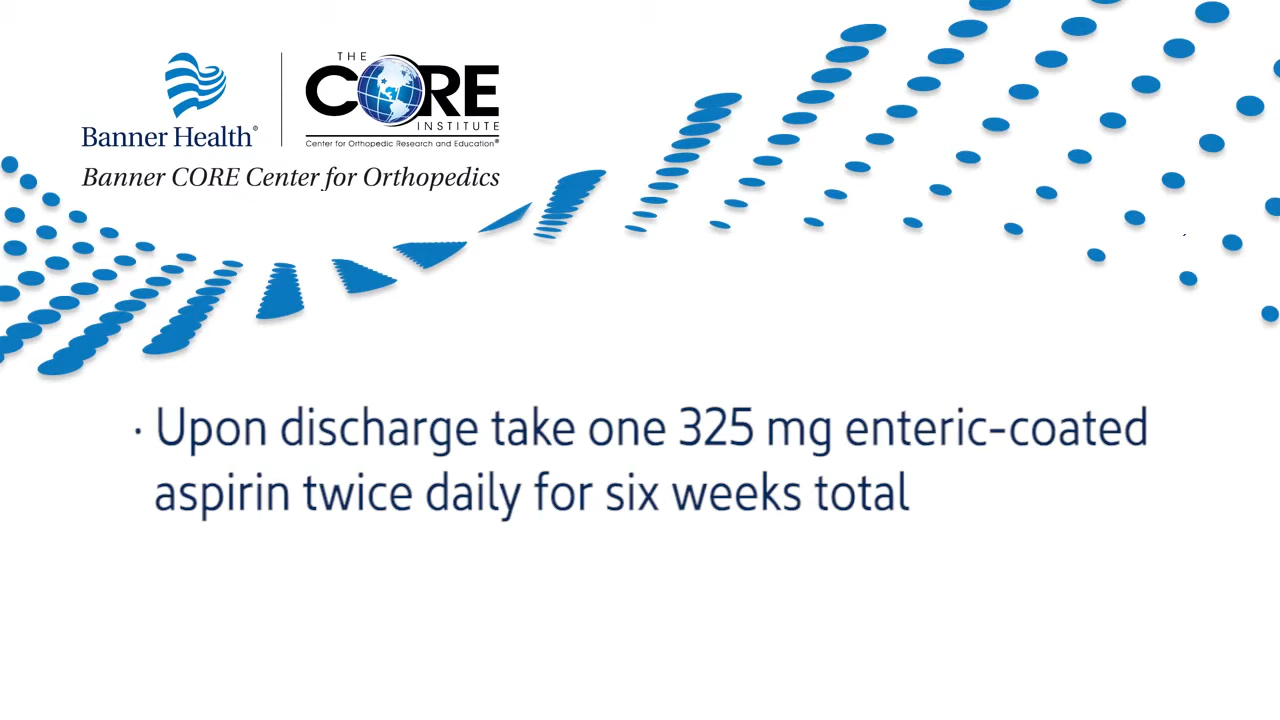 THE
CORE
INSTITUTE
Center for Orthopedic Research and Education®
Banner Health®
Banner CORE Center for Orthopedics
· Upon discharge take one 325 mg enteric-coated
aspirin twice daily for six weeks total